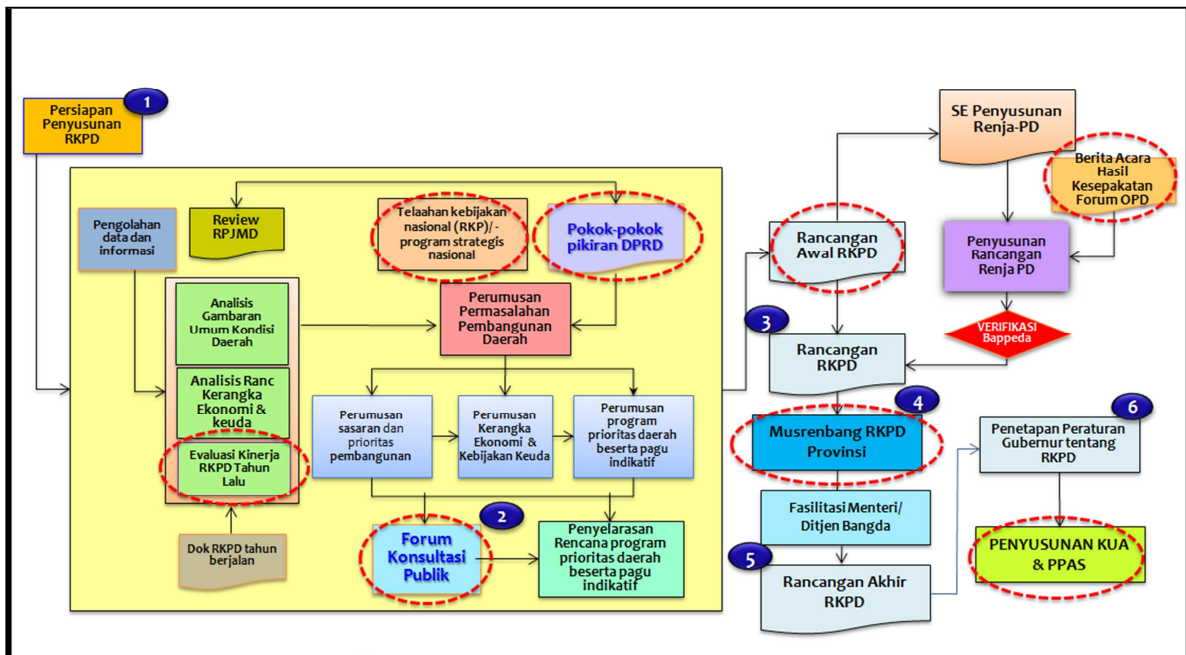 1
Persiapan
Penyusunan
RKPD
Pengolahan
data dan
informasi
Review
RPJMD
Telaahan kebijakan
nasional (RKP)/ -
program strategis
nasional
Pokok-pokok
pikiran DPRD
Analisis
Gambaran
Umum Kondisi
Daerah
Analisis Ranc
Kerangka
Ekonomi &
keuda
Evaluasi Kinerja
RKPD Tahun
Lalu
Dok RKPD tahun
berjalan
Perumusan
Permasalahan
Pembangunan
Daerah
Perumusan
sasaran dan
prioritas
pembangunan
Perumusan
Kerangka
Ekonomi &
Kebijakan Keuda
Perumusan
program
prioritas daerah
beserta pagu
indikatif
2
Forum
Konsultasi
Publik
Penyelarasan
Rencana program
prioritas daerah
beserta pagu
indikatif
Rancangan
Awal RKPD
3
Rancangan
RKPD
SE Penyusunan
Renja-PD
Berita Acara
Hasil
Kesepakatan
Forum OPD
Penyusunan
Rancangan
Renja PD
VERIFIKASI
Bappeda
4
Musrenbang RKPD
Provinsi
Fasilitasi Menteri/
Ditjen Bangda
5
Rancangan Akhir
RKPD
6
Penetapan Peraturan
Gubernur tentang
RKPD
PENYUSUNAN KUA
& PPAS